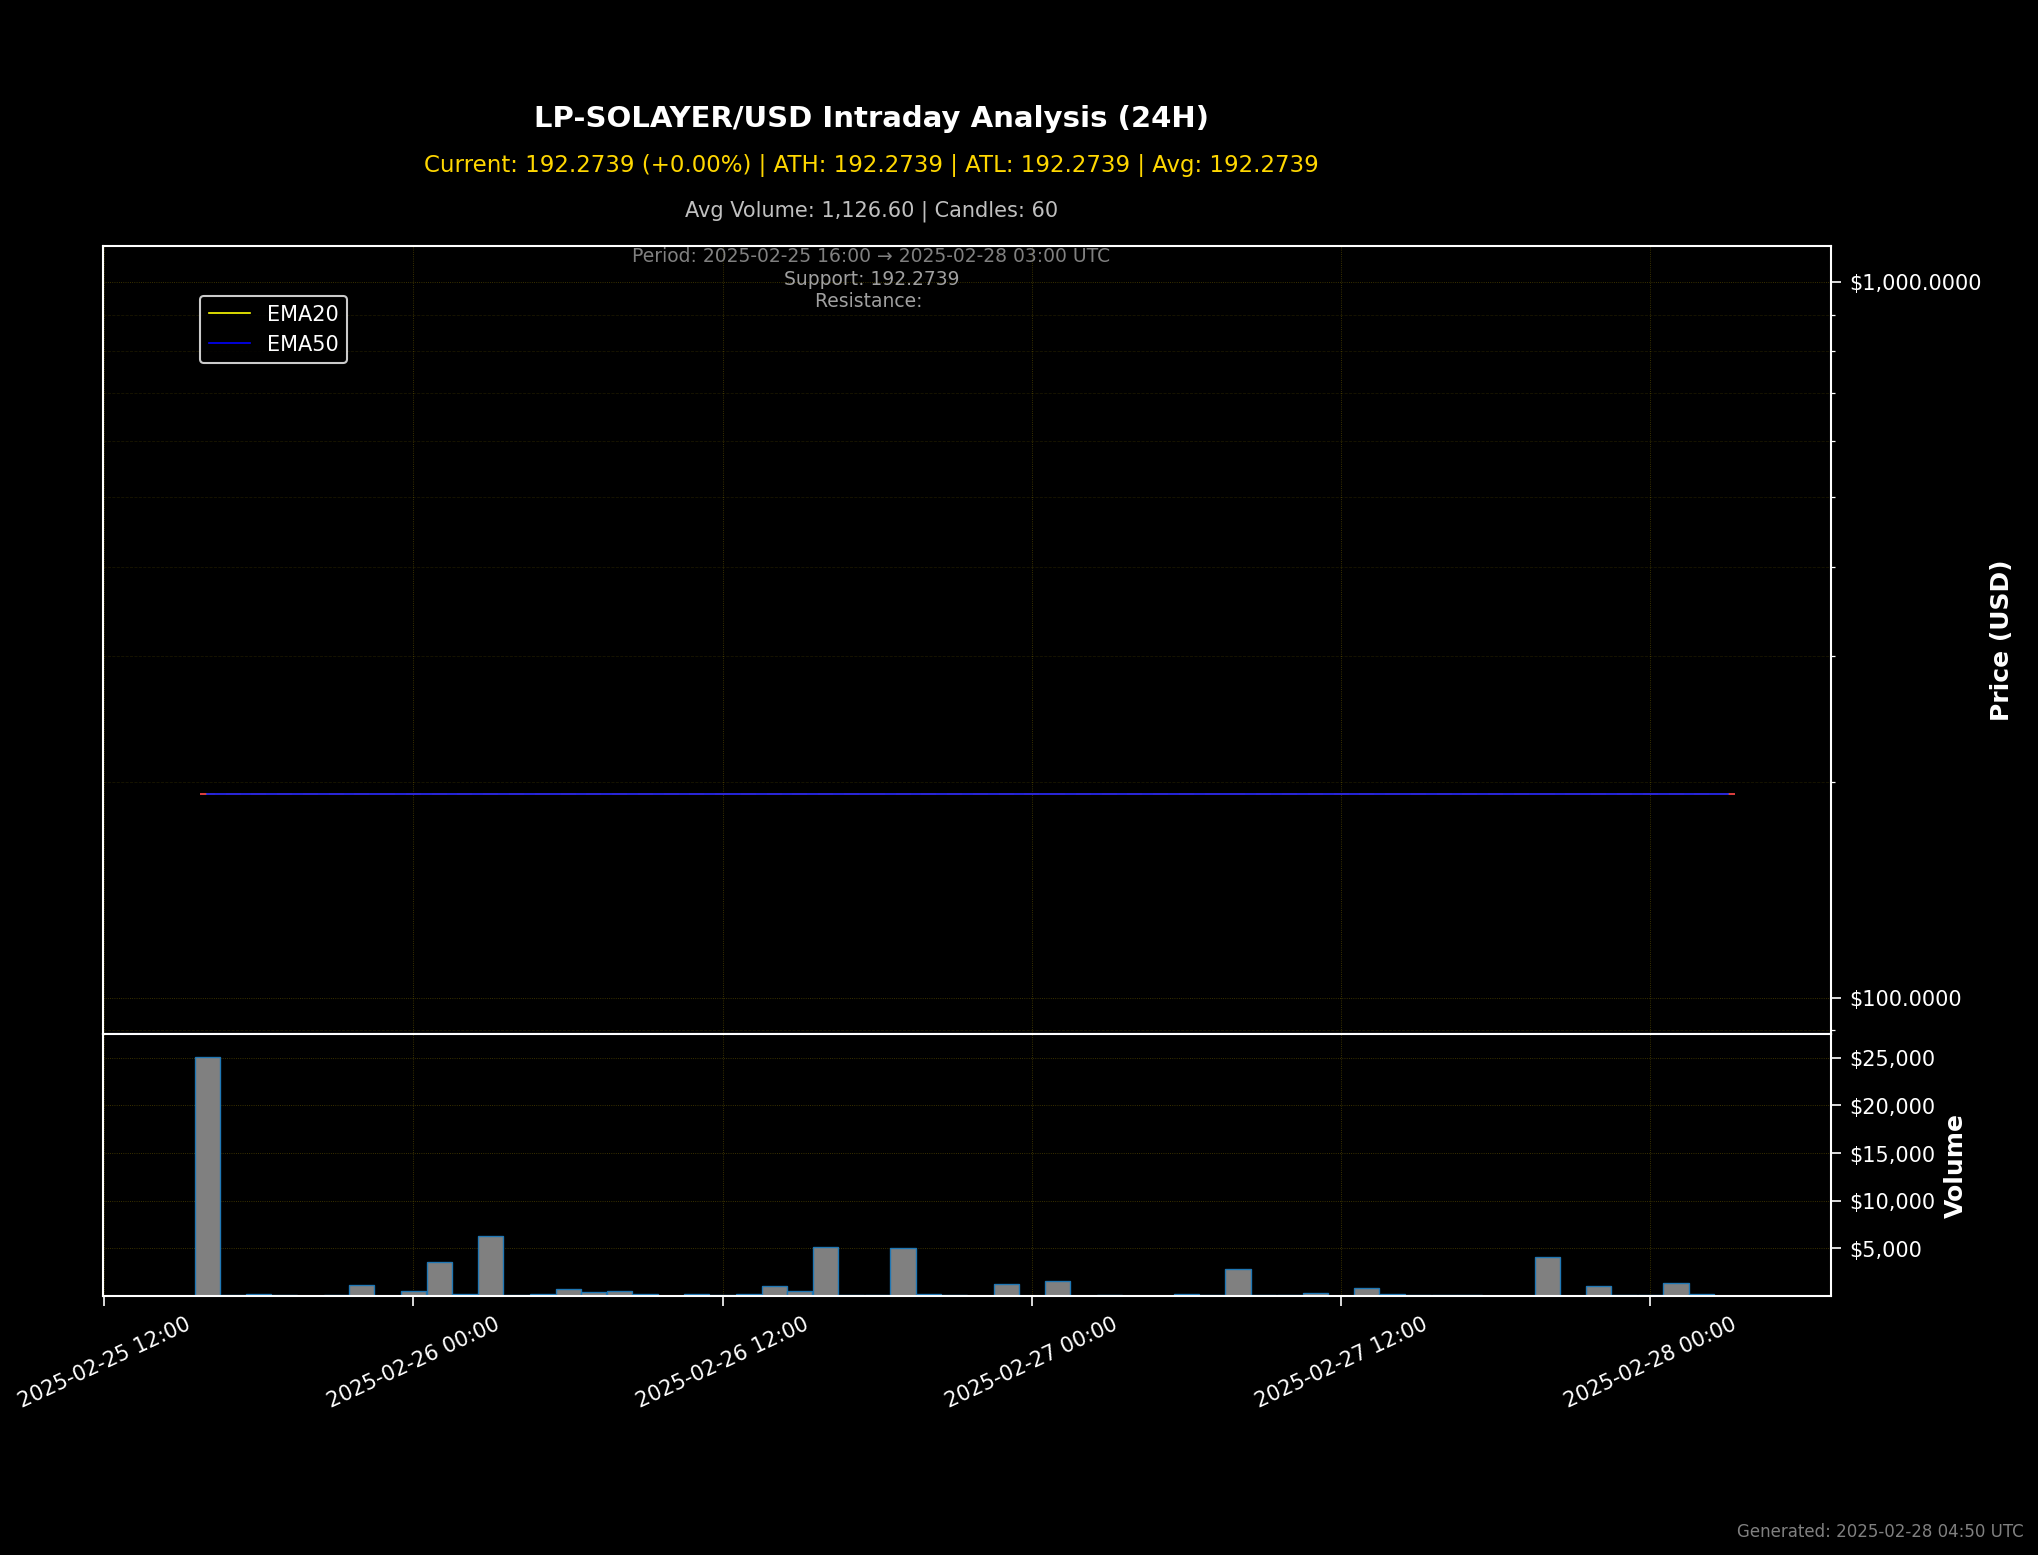 LP-SOLAYER/USD Intraday Analysis (24H)
Current: 192.2739 (+0.00%) | ATH: 192.2739 | ATL: 192.2739 | Avg: 192.2739
Avg Volume: 1,126.60 | Candles: 60
Period: 2025-02-25 16:00 → 2025-02-28 03:00 UTC
Support: 192.2739
Resistance:
EMA20
EMA50
$1,000.0000
$100.0000
Price (USD)
$25,000
$20,000
$15,000
$10,000
$5,000
Volume
2025-02-25 12:00
2025-02-26 00:00
2025-02-26 12:00
2025-02-27 00:00
2025-02-27 12:00
2025-02-28 00:00
Generated: 2025-02-28 04:50 UTC